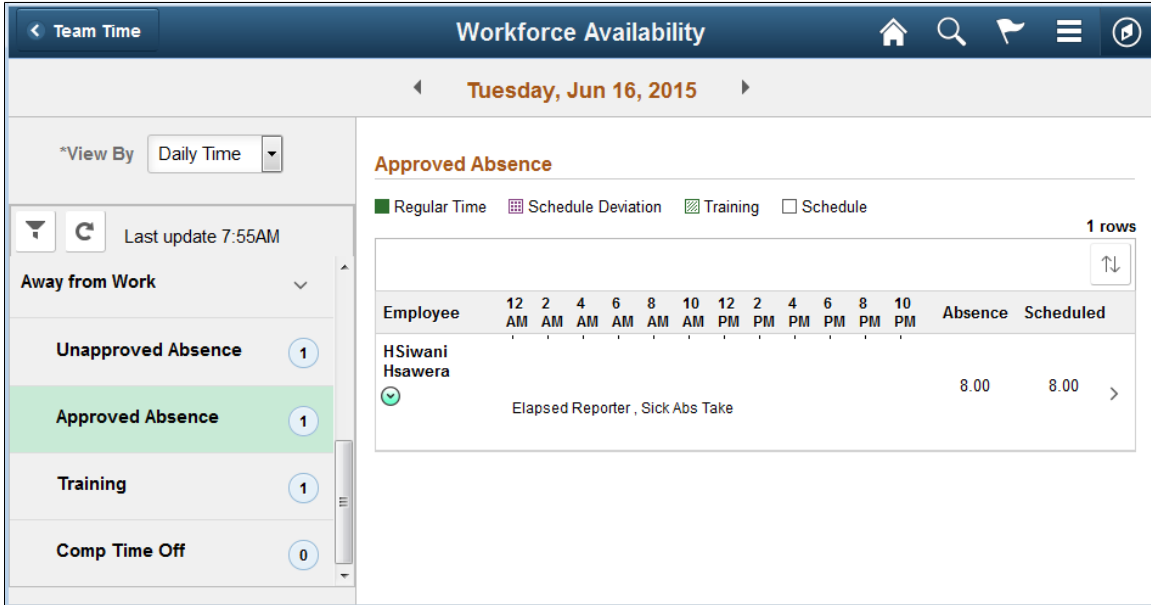 Team Time
Workforce Availability
Tuesday, Jun 16, 2015
*View By Daily Time
Last update 7:55AM
Away from Work
Unapproved Absence 1
Approved Absence 1
Training 1
Comp Time Off 0
Approved Absence
Regular Time Schedule Deviation Training Schedule
1 rows
Employee 12 AM 2 AM 4 AM 6 AM 8 AM 10 AM 12 PM 2 PM 4 PM 6 PM 8 PM 10 PM Absence Scheduled
HSiwani
Hsawera
8.00 8.00
Elapsed Reporter , Sick Abs Take